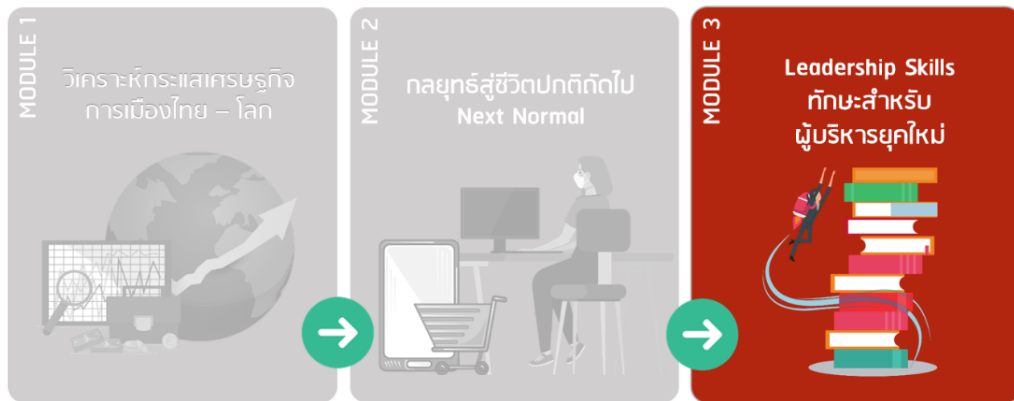 MODULE 1
วิเคราะห์กระแสเศรษฐกิจ
การเมืองไทย – โลก
MODULE 2
กลยุทธ์สู่ชีวิตปกติถัดไป
Next Normal
MODULE 3
Leadership Skills
ทักษะสำหรับ
ผู้บริหารยุคใหม่